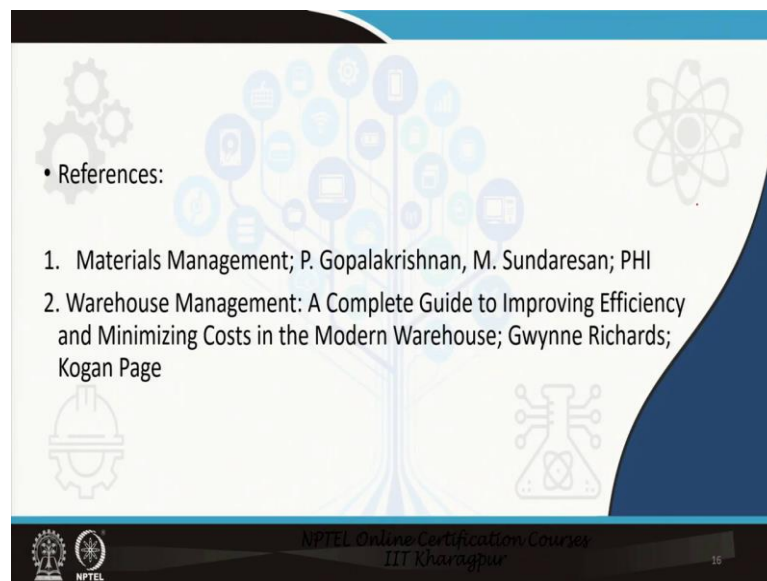 • References:
1. Materials Management; P. Gopalakrishnan, M. Sundaresan; PHI
2. Warehouse Management: A Complete Guide to Improving Efficiency
and Minimizing Costs in the Modern Warehouse; Gwynne Richards;
Kogan Page
NPTEL Online Certification Courses
IIT Kharagpur
NPTEL
16